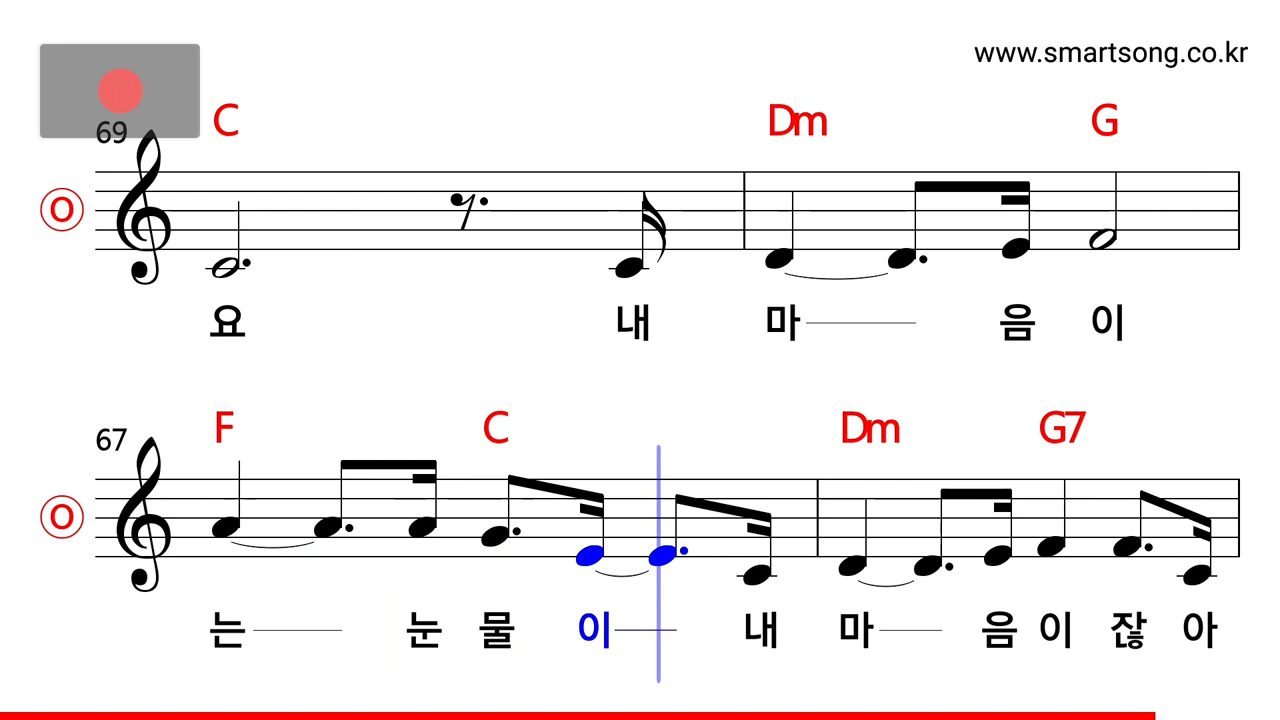 www.smartsong.co.kr
69 C Dm G
O
요 내 마 음 이
67 F C Dm G7
O
는 눈 물 이 내 마 음 이 잖 아